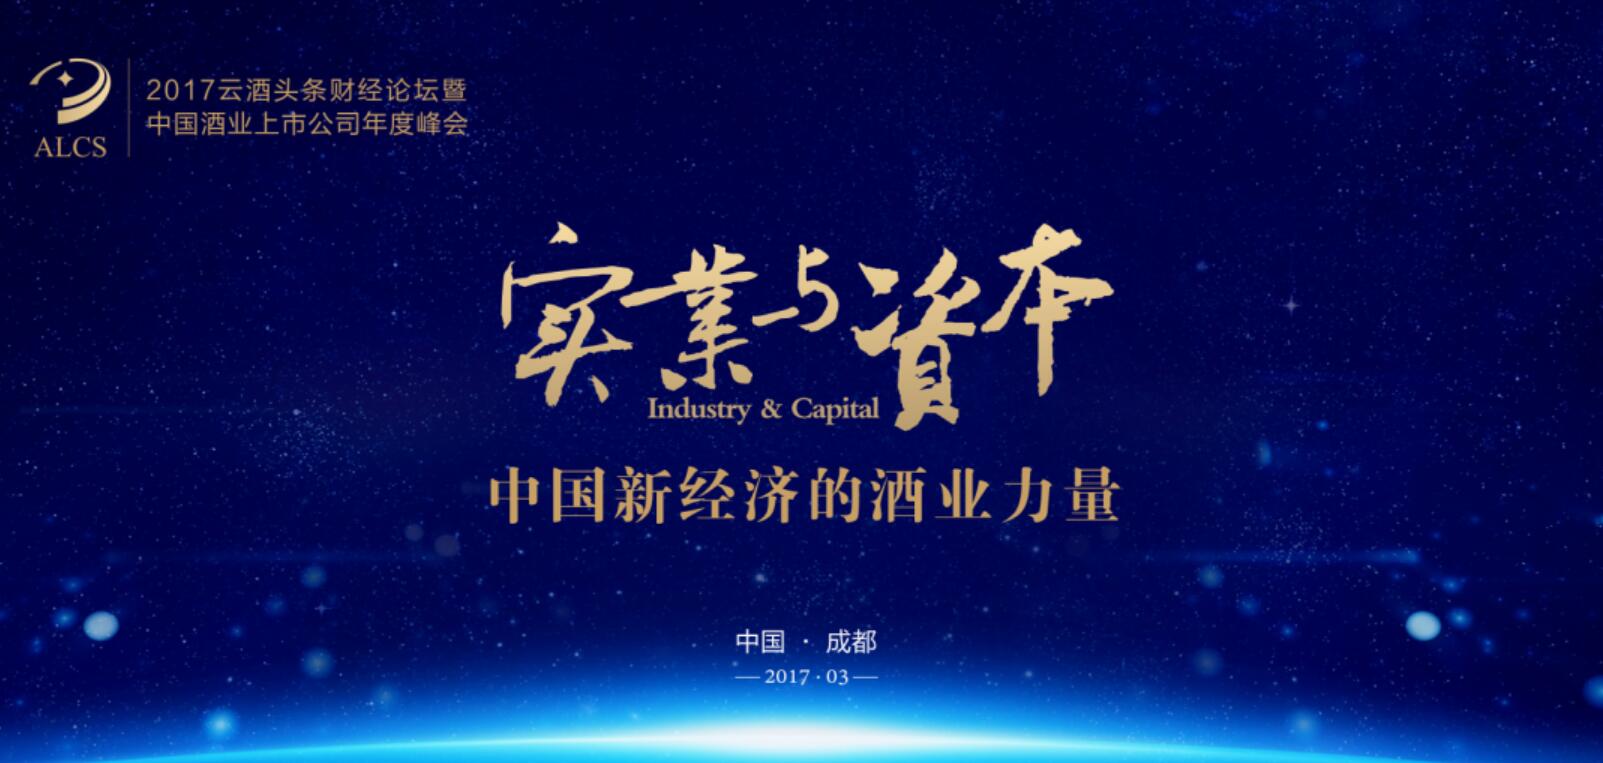 2017云酒头条财经论坛暨
中国酒业上市公司年度峰会
ALCS
实業与資本
Industry & Capital
中国新经济的酒业力量
中国 · 成都
—2017 · 03—